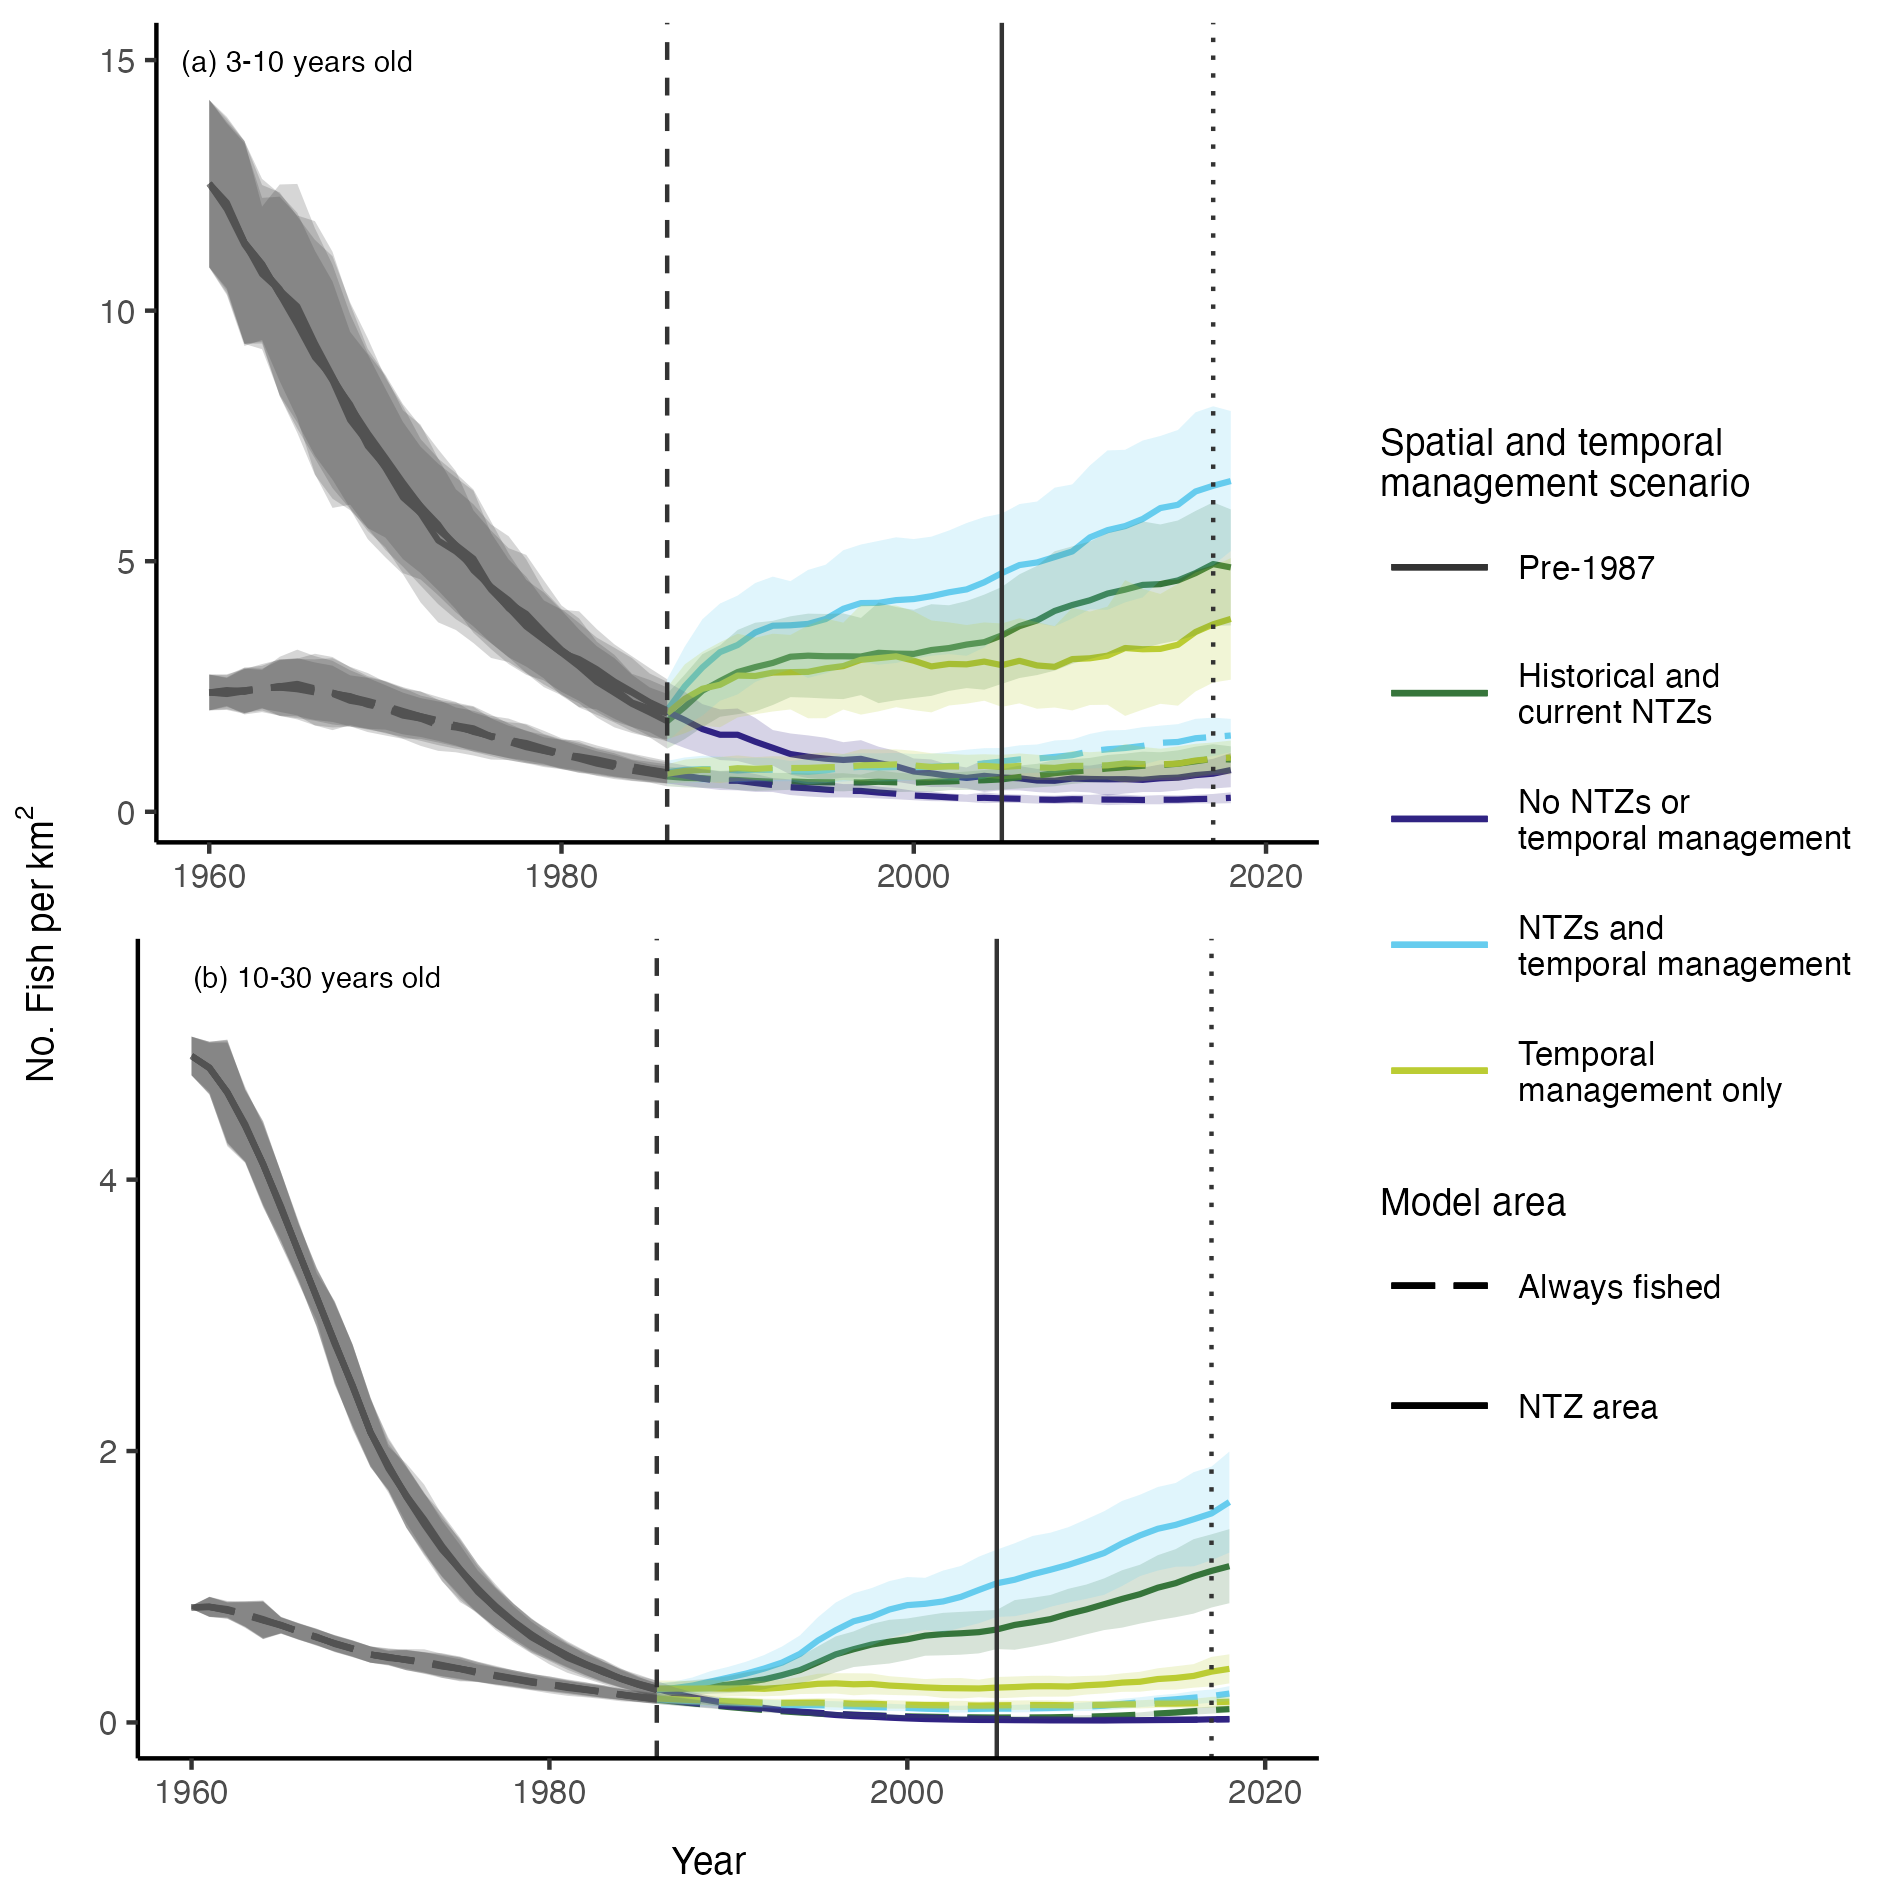 (a) 3-10 years old
15
10
5
0
1960
1980
2000
2020
No. Fish per km²
(b) 10-30 years old
4
2
0
1960
1980
2000
2020
Year
Spatial and temporal
management scenario
Pre-1987
Historical and
current NTZs
No NTZs or
temporal management
NTZs and
temporal management
Temporal
management only
Model area
Always fished
NTZ area